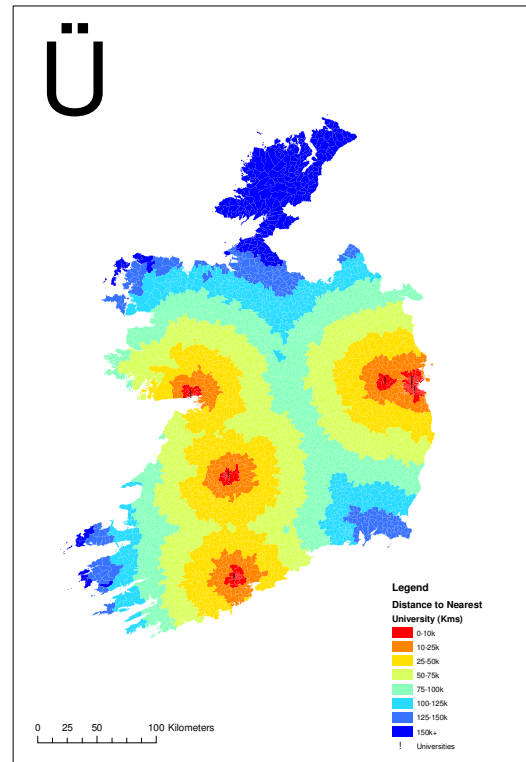 Ü
Legend
Distance to Nearest
University (Kms)
0-10k
10-25k
25-50k
50-75k
75-100k
100-125k
125-150k
150k+
! Universities
0 25 50 100 Kilometers